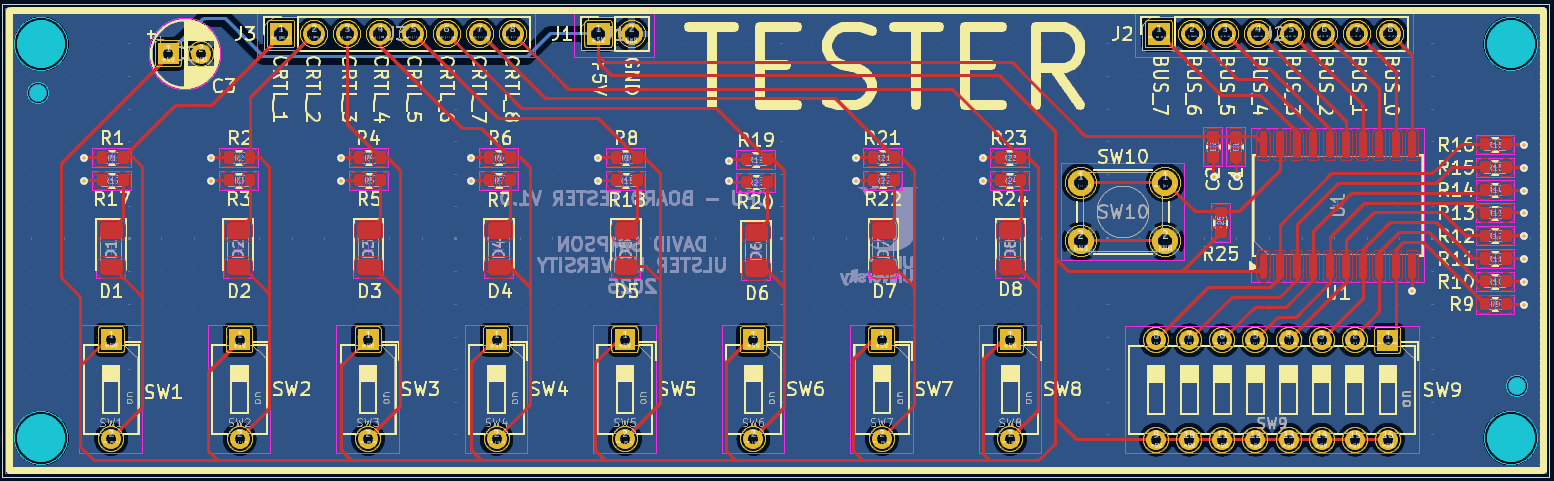 +
J3
J1
J2
TESTER
C3
CRTL_1
CRTL_2
CRTL_3
CRTL_4
CRTL_5
CRTL_6
CRTL_7
CRTL_8
+5V
GND
BUS_7
BUS_6
BUS_5
BUS_4
BUS_3
BUS_2
BUS_1
BUS_0
R1
R2
R4
R6
R8
R19
R21
R23
R17
R3
R5
R7
R18
R20
R22
R24
C2
C1
SW10
SW10
R25
U1
U1
R16
R15
R14
R13
R12
R11
R10
R9
BOARD TESTER V1.0
DAVID SIMPSON
ULSTER UNIVERSITY
2026
D1
D2
D3
D4
D5
D6
D7
D8
D1
D2
D3
D4
D5
D6
D7
D8
SW1
SW2
SW3
SW4
SW5
SW6
SW7
SW8
SW9
on
on
on
on
on
on
on
on
on
SW1
SW2
SW3
SW4
SW5
SW6
SW7
SW8
SW9